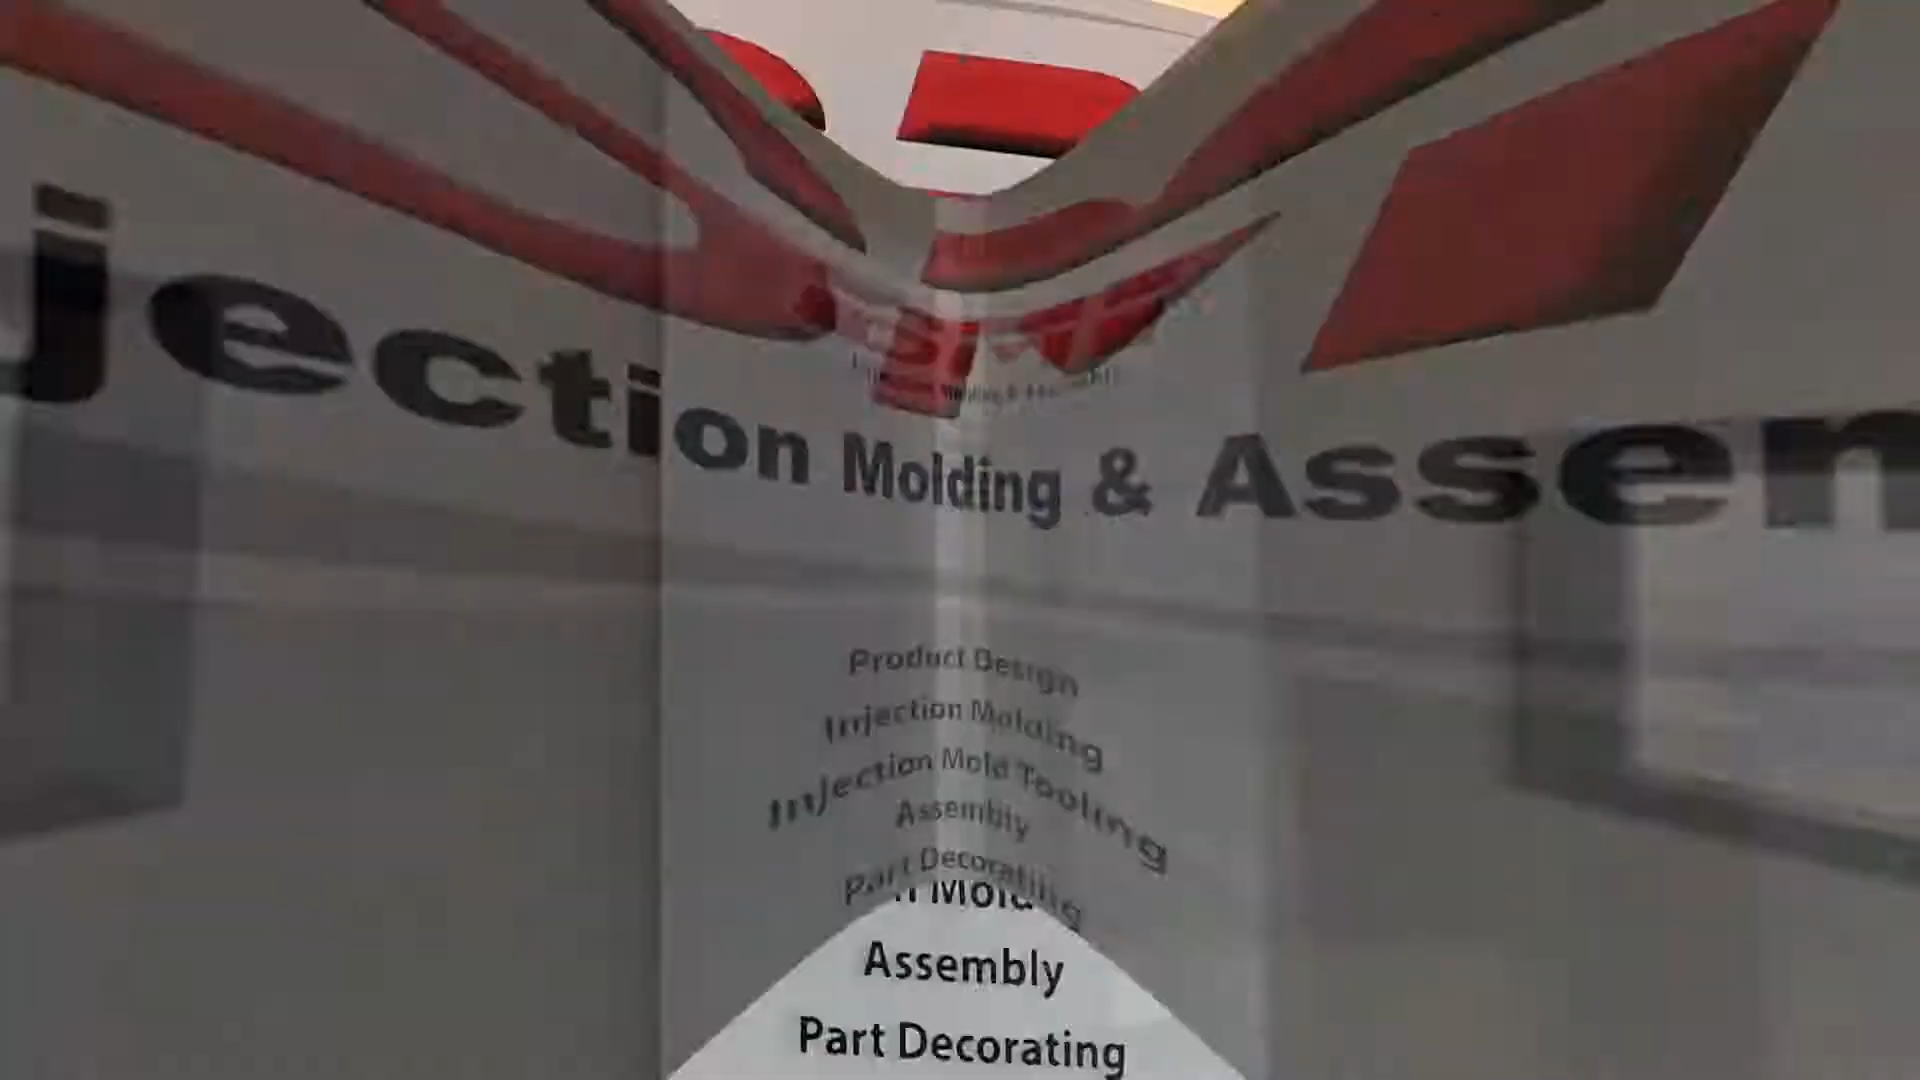 jection Molding & Assem
Product Design
Injection Molding
Injection Mold Tooling
Assembly
Part Decorating
Assembly
Part Decorating